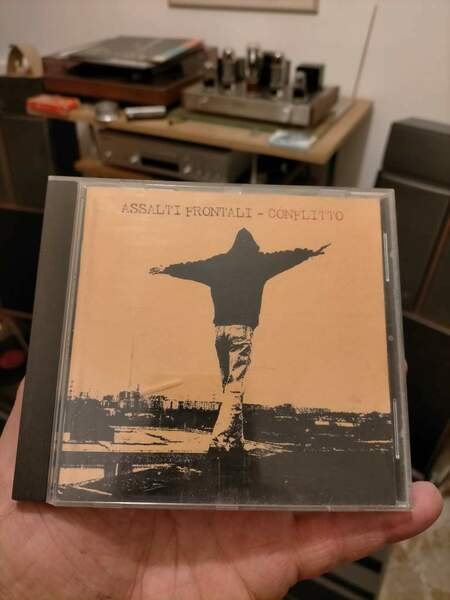 ASSALTI FRONTALI - CONFLITTO